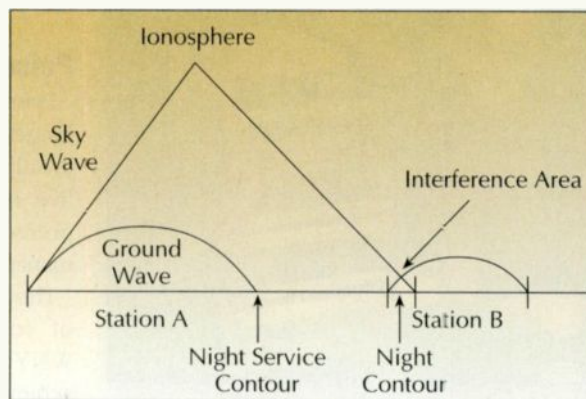 Ionosphere
Sky
Wave
Interference Area
Ground
Wave
Station A
Station B
Night Service
Contour
Night
Contour